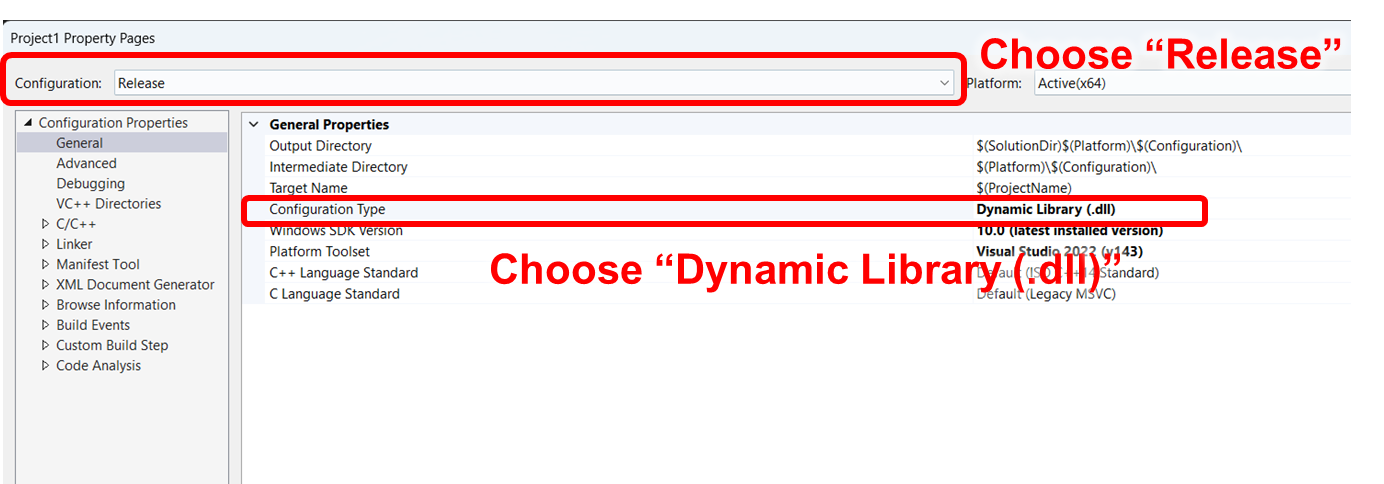 Project1 Property Pages
Choose “Release”
Configuration: Release Platform: Active(x64)
Configuration Properties
General
Advanced
Debugging
VC++ Directories
C/C++
Linker
Manifest Tool
XML Document Generator
Browse Information
Build Events
Custom Build Step
Code Analysis
General Properties
Output Directory $(SolutionDir)$(Platform)\$(Configuration)\
Intermediate Directory $(Platform)\$(Configuration)\
Target Name $(ProjectName)
Configuration Type Dynamic Library (.dll)
Windows SDK Version 10.0 (latest installed version)
Platform Toolset Visual Studio 2022 (v143)
Choose “Dynamic Library (.dll)”
C++ Language Standard Default (ISO C++14 Standard)
C Language Standard Default (Legacy MSVC)